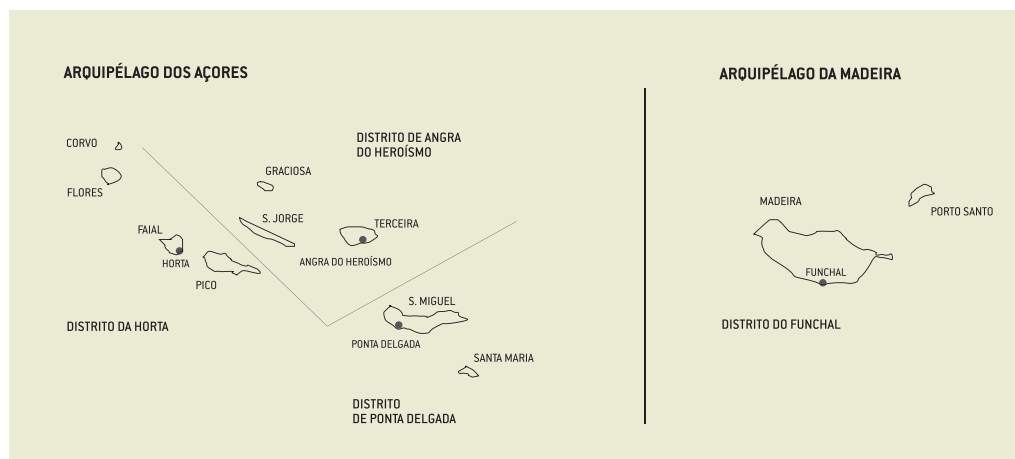 ARQUIPÉLAGO DOS AÇORES
CORVO
FLORES
DISTRITO DE ANGRA
DO HEROÍSMO
GRACIOSA
S. JORGE
TERCEIRA
FAIAL
HORTA
ANGRA DO HEROÍSMO
PICO
S. MIGUEL
DISTRITO DA HORTA
PONTA DELGADA
SANTA MARIA
DISTRITO
DE PONTA DELGADA
ARQUIPÉLAGO DA MADEIRA
MADEIRA
PORTO SANTO
FUNCHAL
DISTRITO DO FUNCHAL